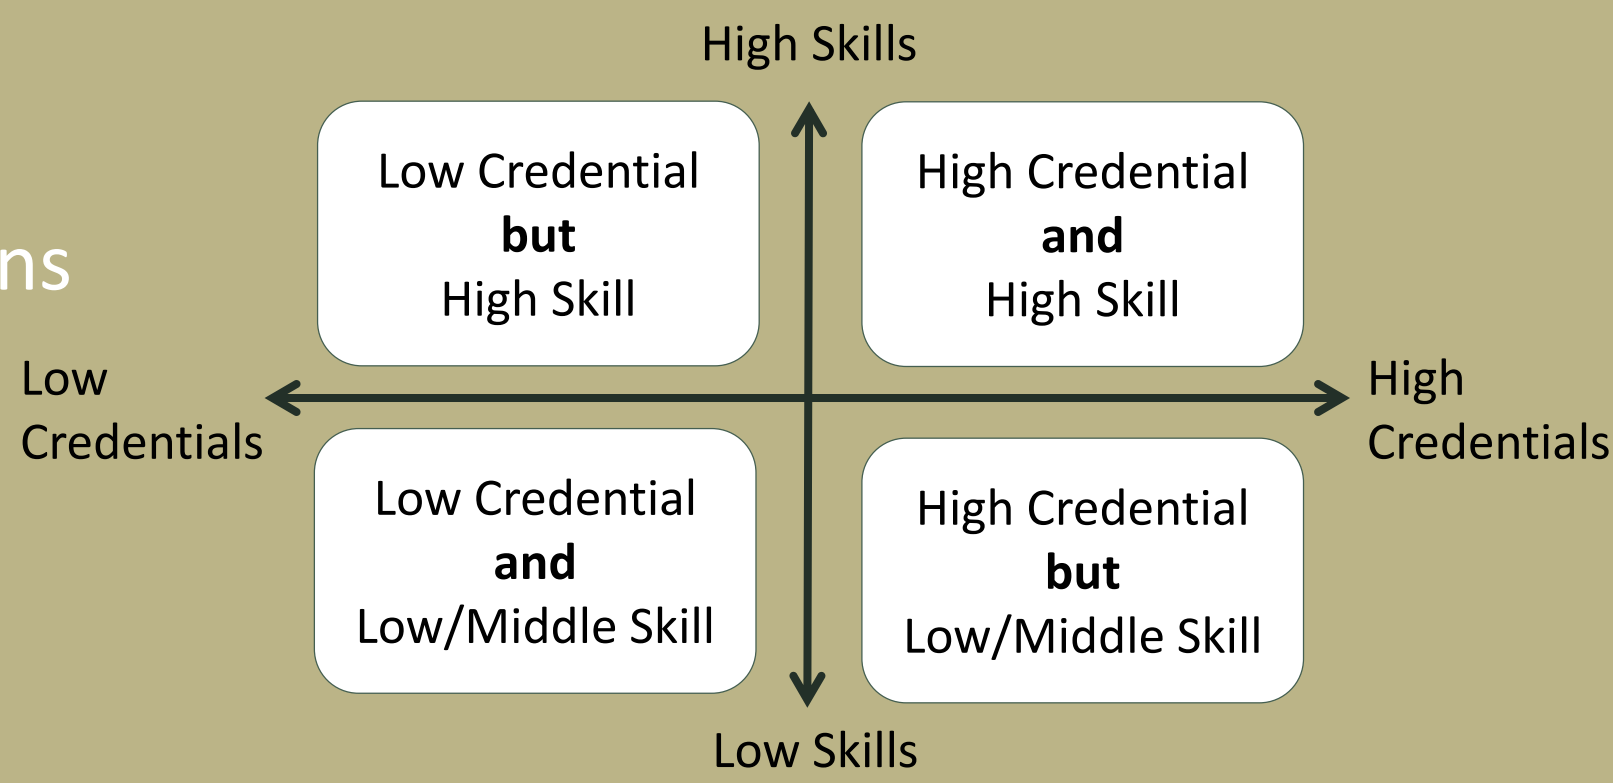 High Skills
Low Credential
but
High Skill
High Credential
and
High Skill
ns
Low
Credentials
High
Credentials
Low Credential
and
Low/Middle Skill
High Credential
but
Low/Middle Skill
Low Skills